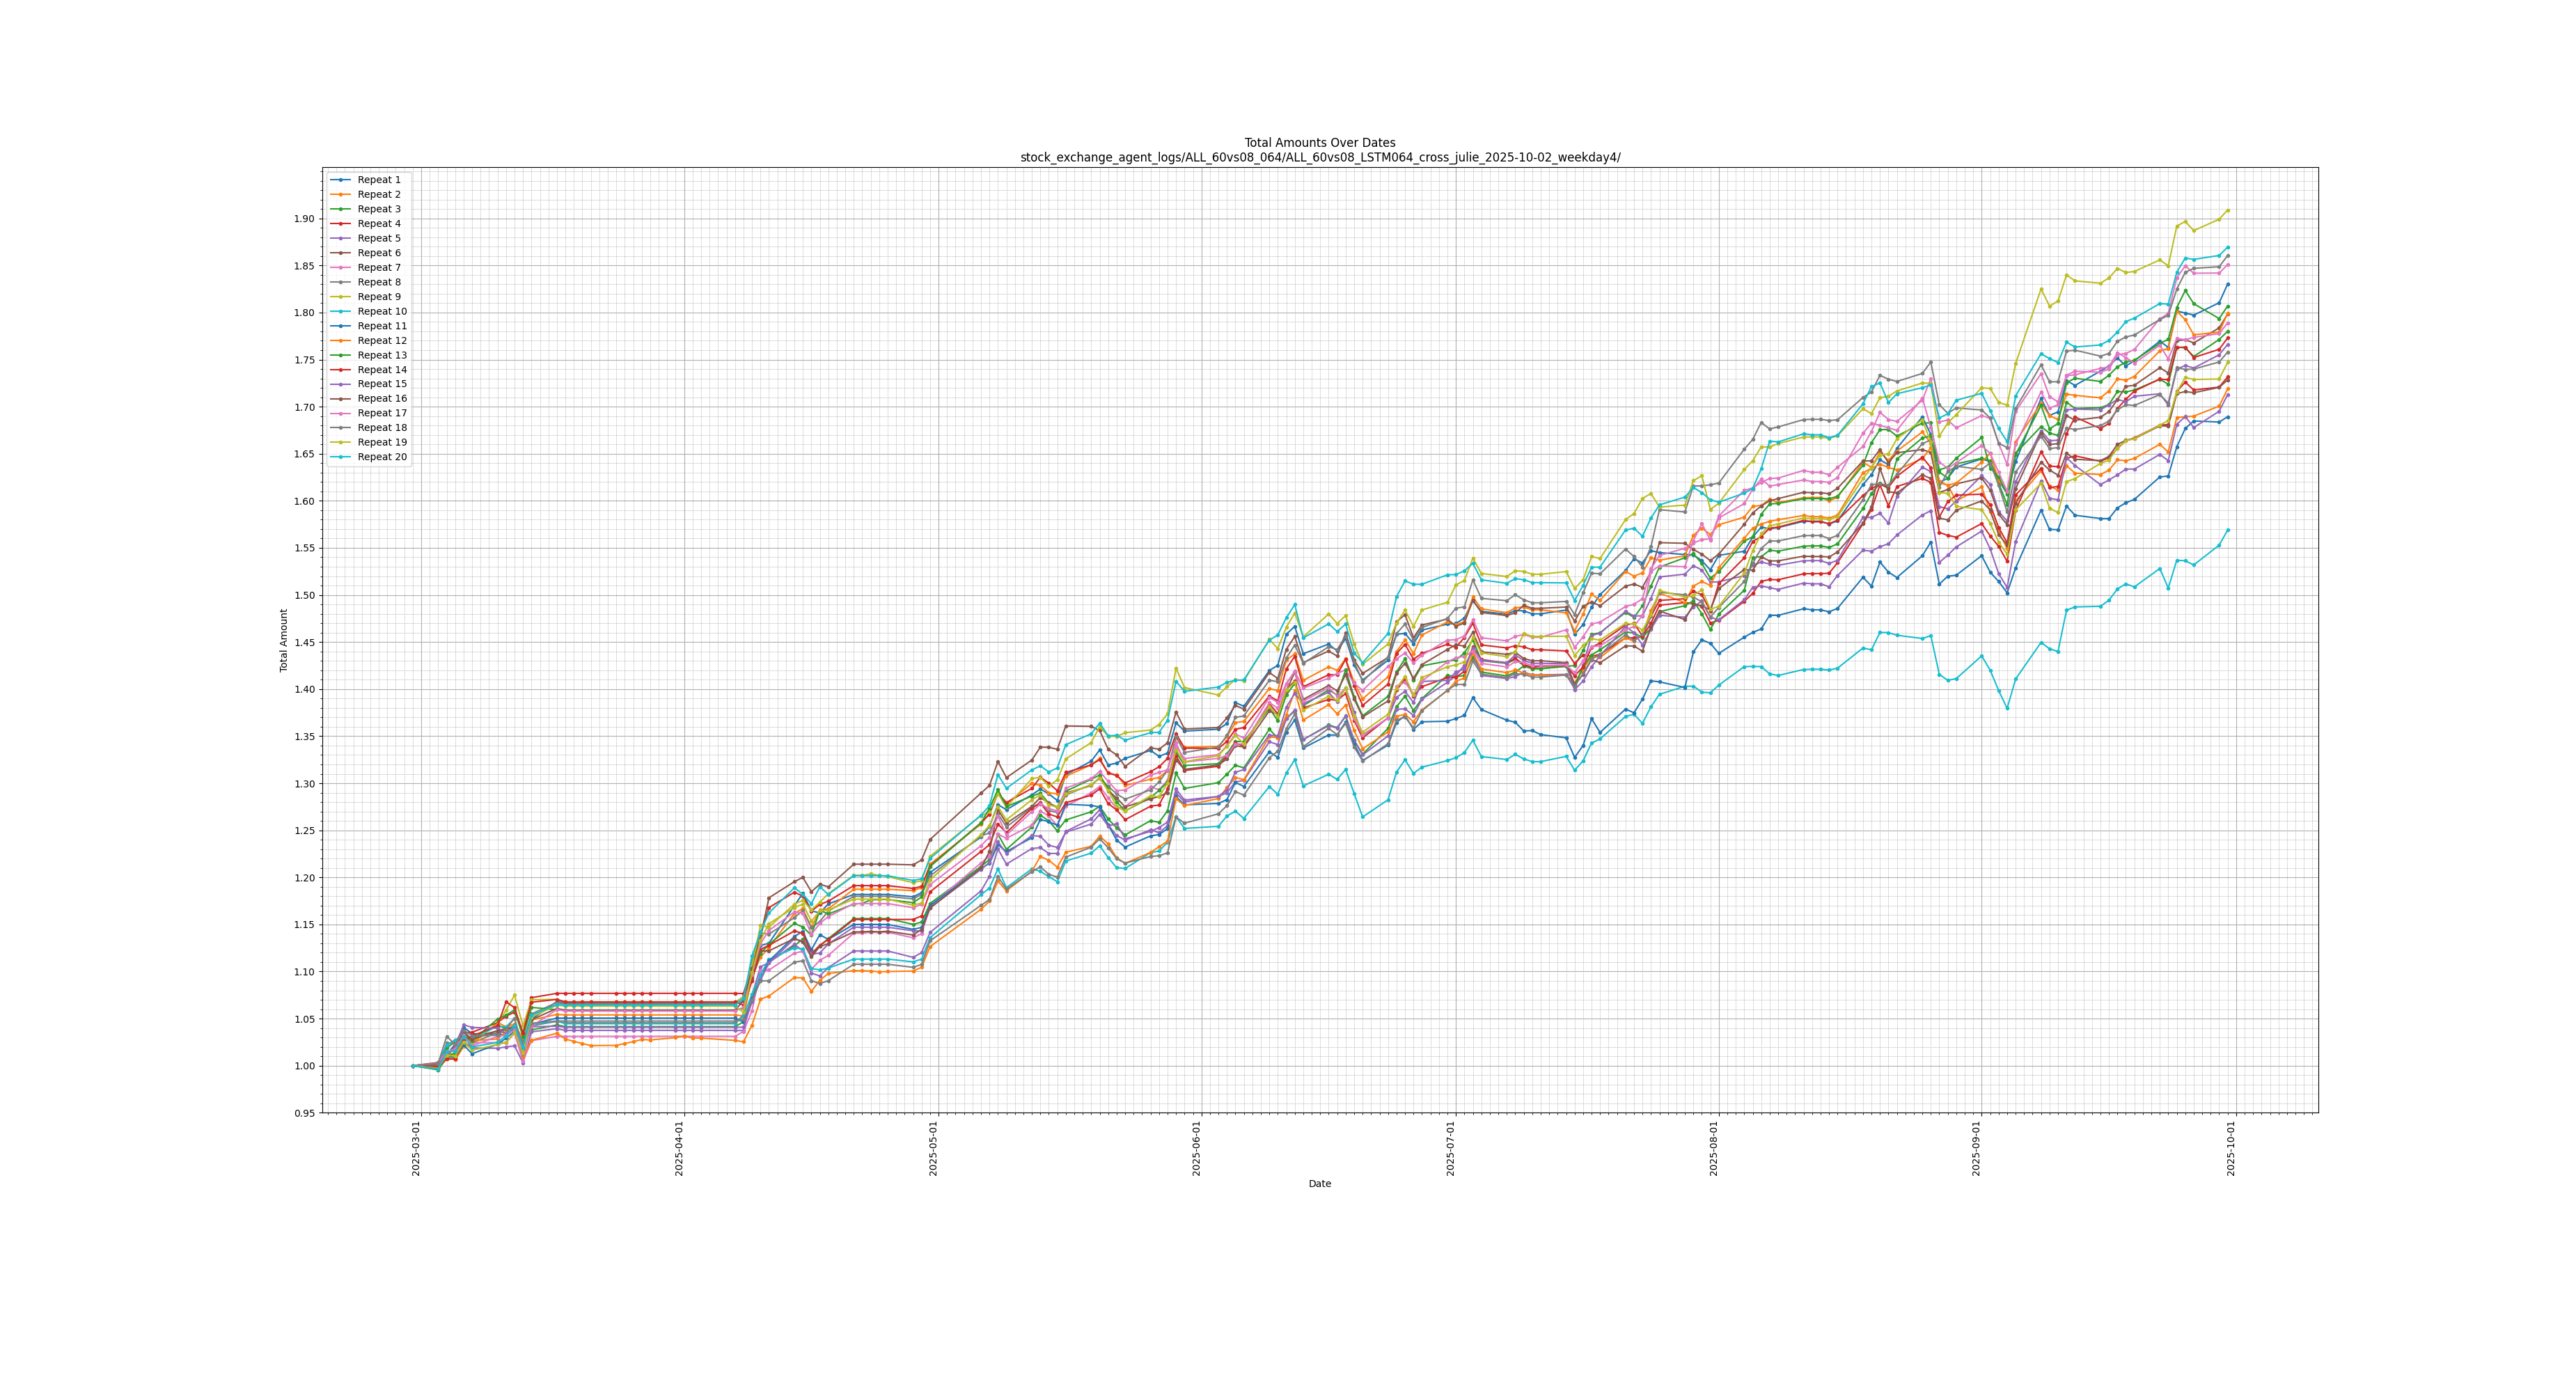 Total Amounts Over Dates
stock_exchange_agent_logs/ALL_60vs08_064/ALL_60vs08_LSTM064_cross_julie_2025-10-02_weekday4/
Repeat 1
Repeat 2
Repeat 3
Repeat 4
Repeat 5
Repeat 6
Repeat 7
Repeat 8
Repeat 9
Repeat 10
Repeat 11
Repeat 12
Repeat 13
Repeat 14
Repeat 15
Repeat 16
Repeat 17
Repeat 18
Repeat 19
Repeat 20
1.90
1.85
1.80
1.75
1.70
1.65
1.60
1.55
1.50
1.45
1.40
1.35
1.30
1.25
1.20
1.15
1.10
1.05
1.00
0.95
Total Amount
2025-03-01
2025-04-01
2025-05-01
2025-06-01
2025-07-01
2025-08-01
2025-09-01
2025-10-01
Date